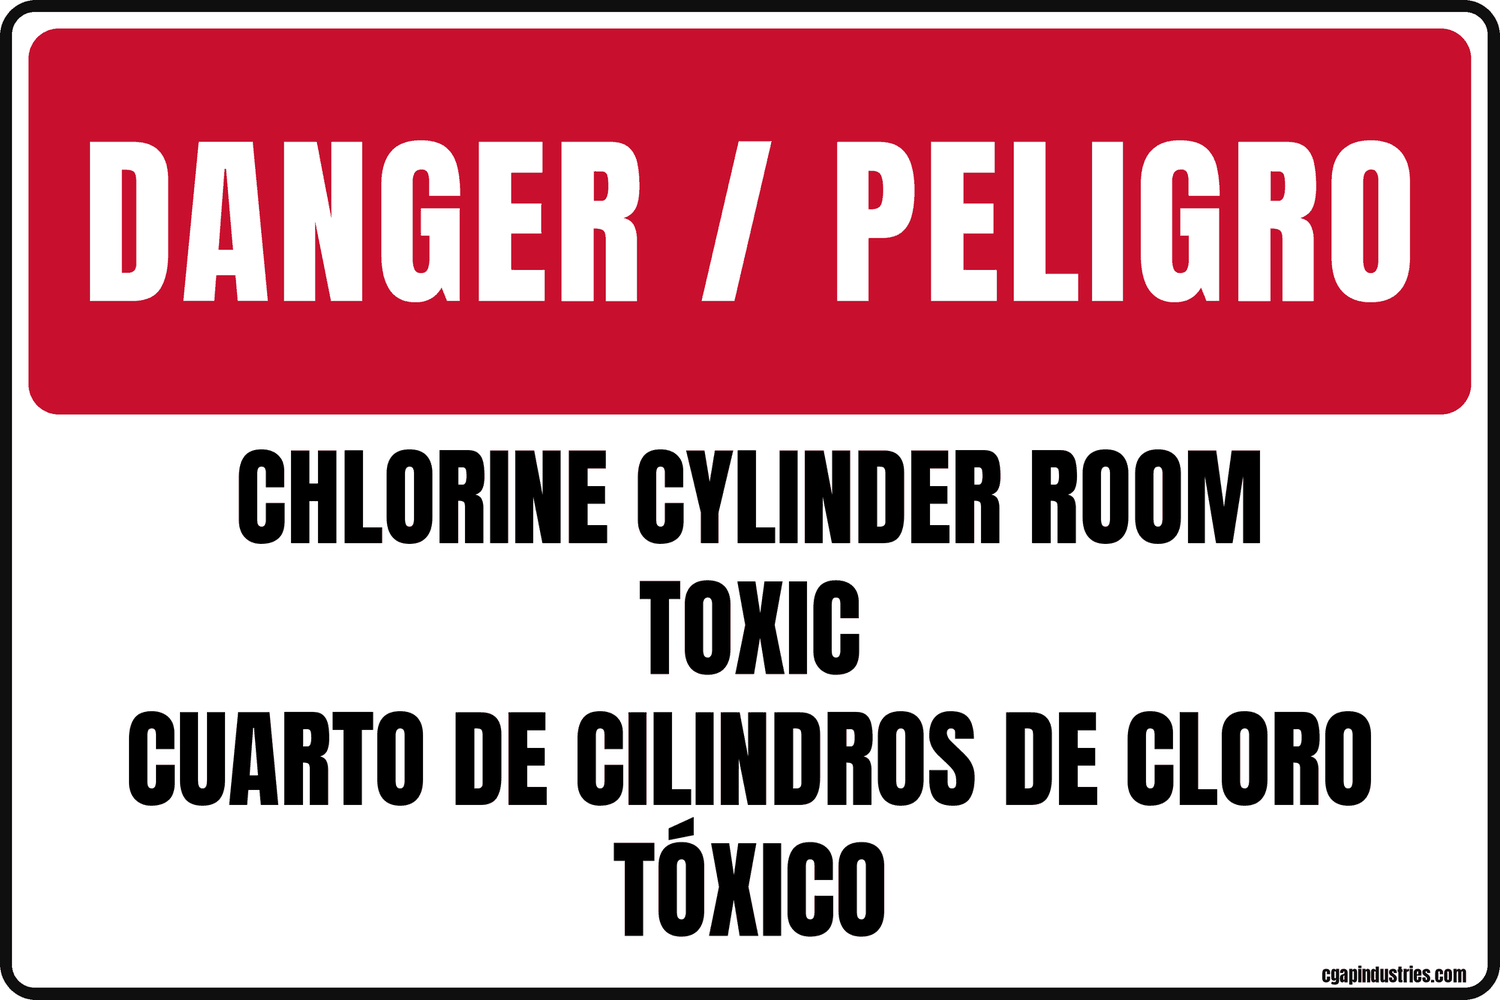 DANGER / PELIGRO
CHLORINE CYLINDER ROOM
TOXIC
CUARTO DE CILINDROS DE CLORO
TÓXICO
cgapindustries.com